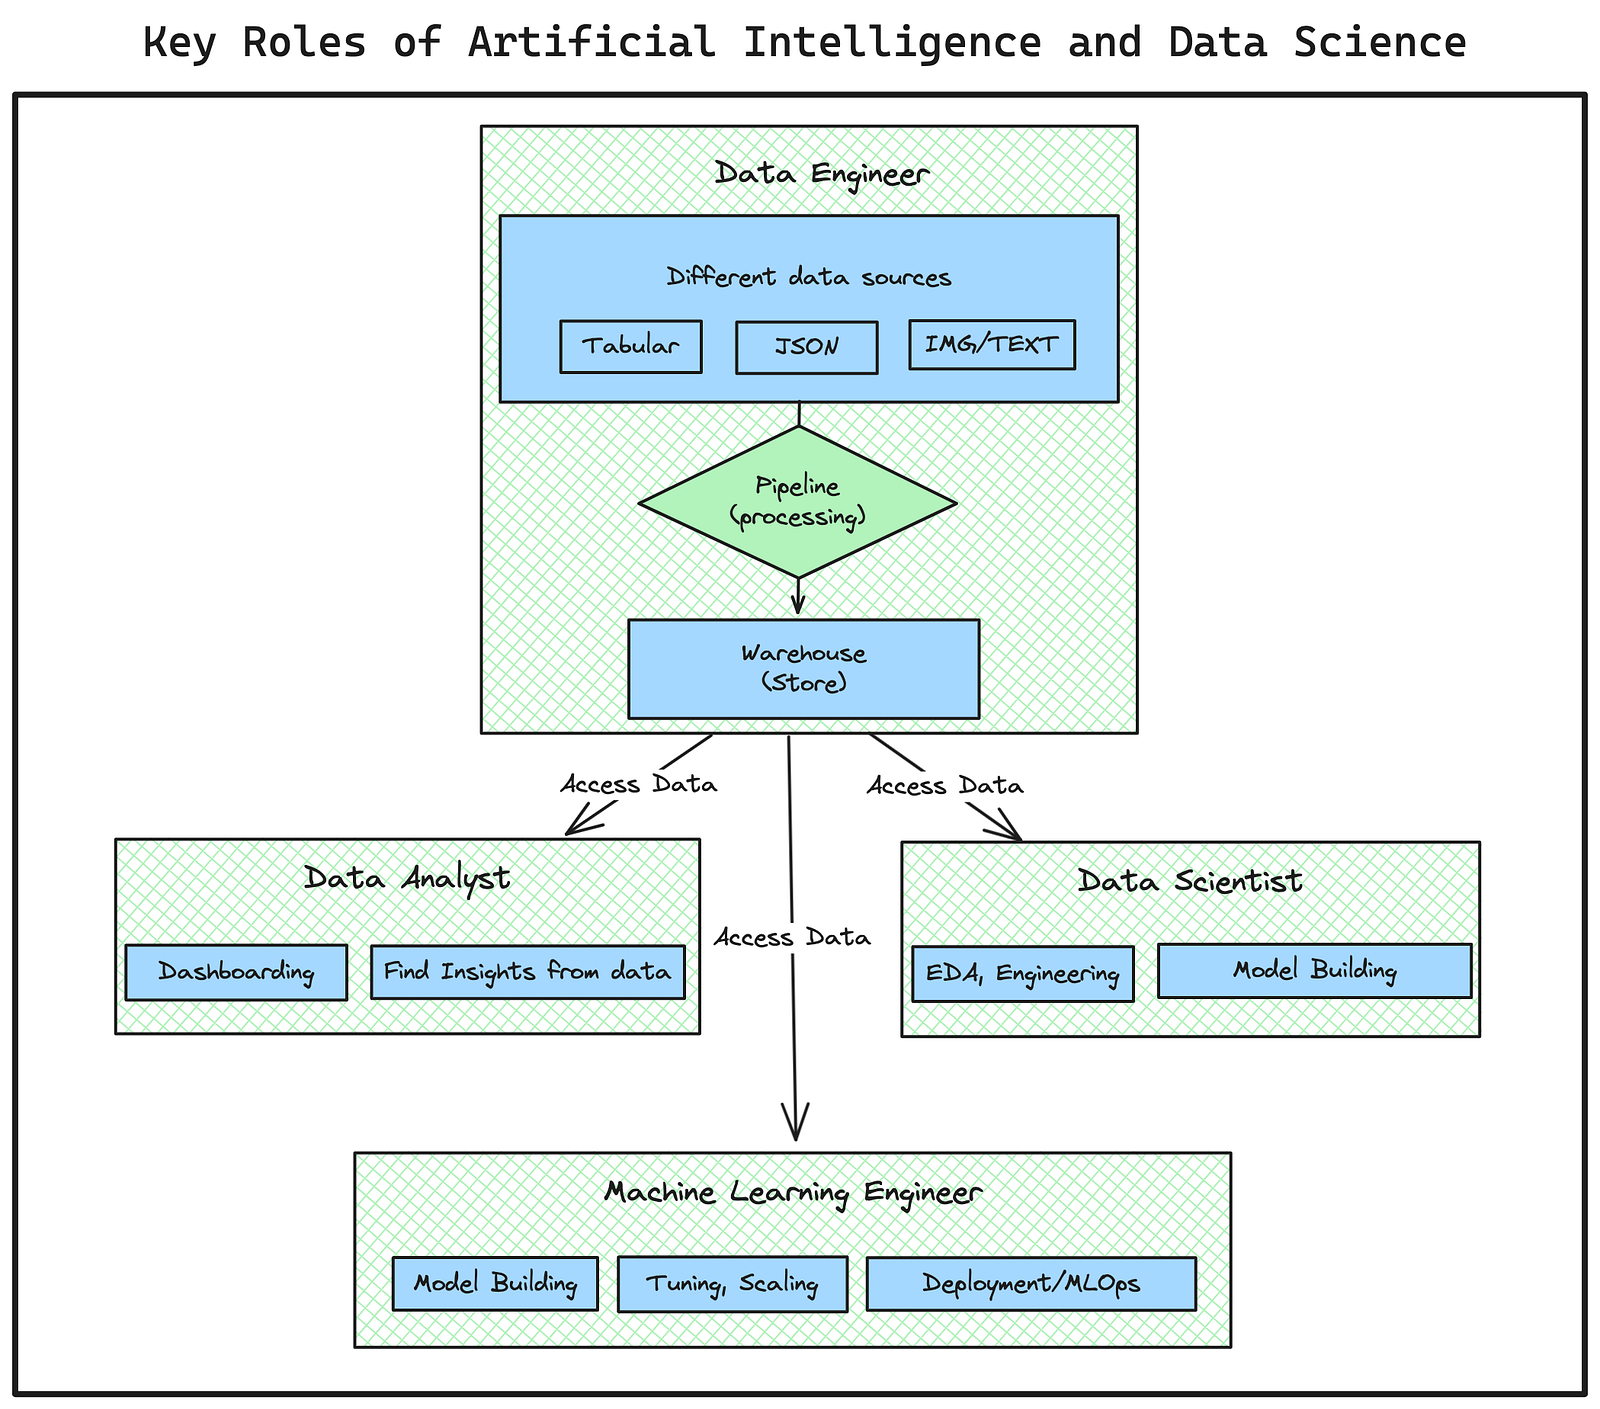 Key Roles of Artificial Intelligence and Data Science
Data Engineer
Different data sources
Tabular
JSON
IMG/TEXT
Pipeline
(processing)
Warehouse
(Store)
Access Data
Access Data
Data Analyst
Dashboarding
Find Insights from data
Access Data
Data Scientist
EDA, Engineering
Model Building
Machine Learning Engineer
Model Building
Tuning, Scaling
Deployment/MLOps